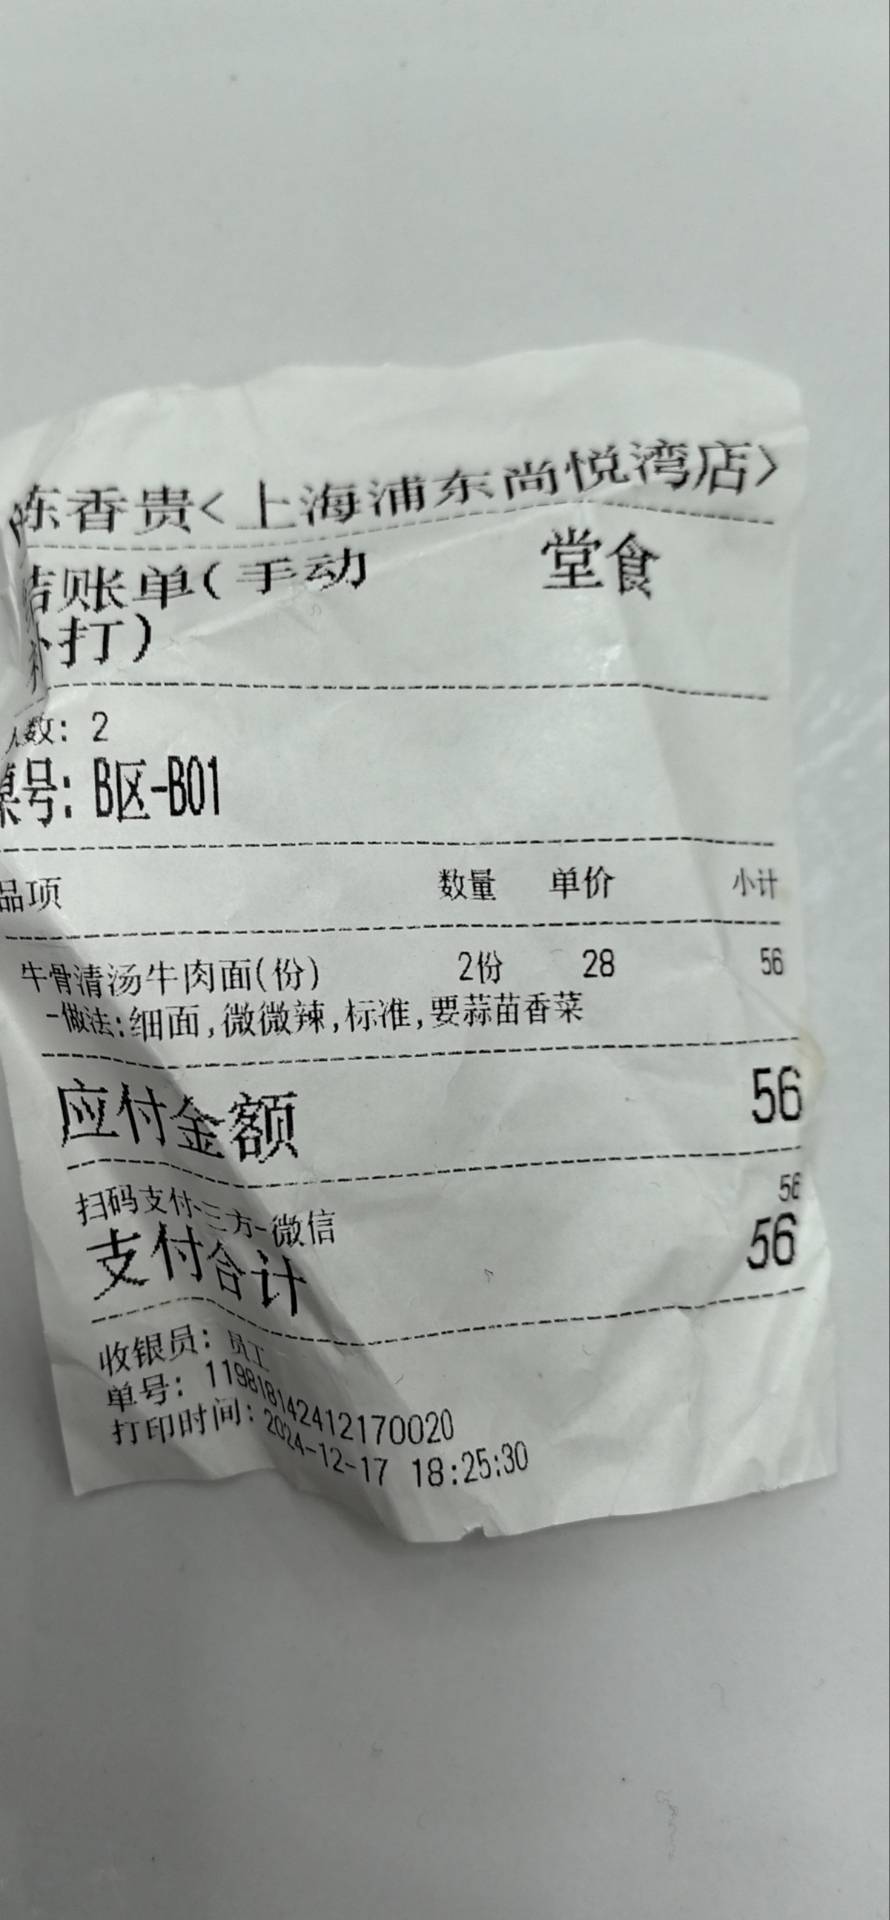 陈香贵<上海浦东尚悦湾店>
结账单(手动 堂食
补打)
人数: 2
桌号: B区-B01
品项 数量 单价 小计
牛骨清汤牛肉面(份) 2份 28 56
-做法:细面,微微辣,标准,要蒜苗香菜
应付金额 56
扫码支付-三方-微信 56
支付合计 56
收银员: 员工
单号: 119818142412170020
打印时间: 2024-12-17 18:25:30